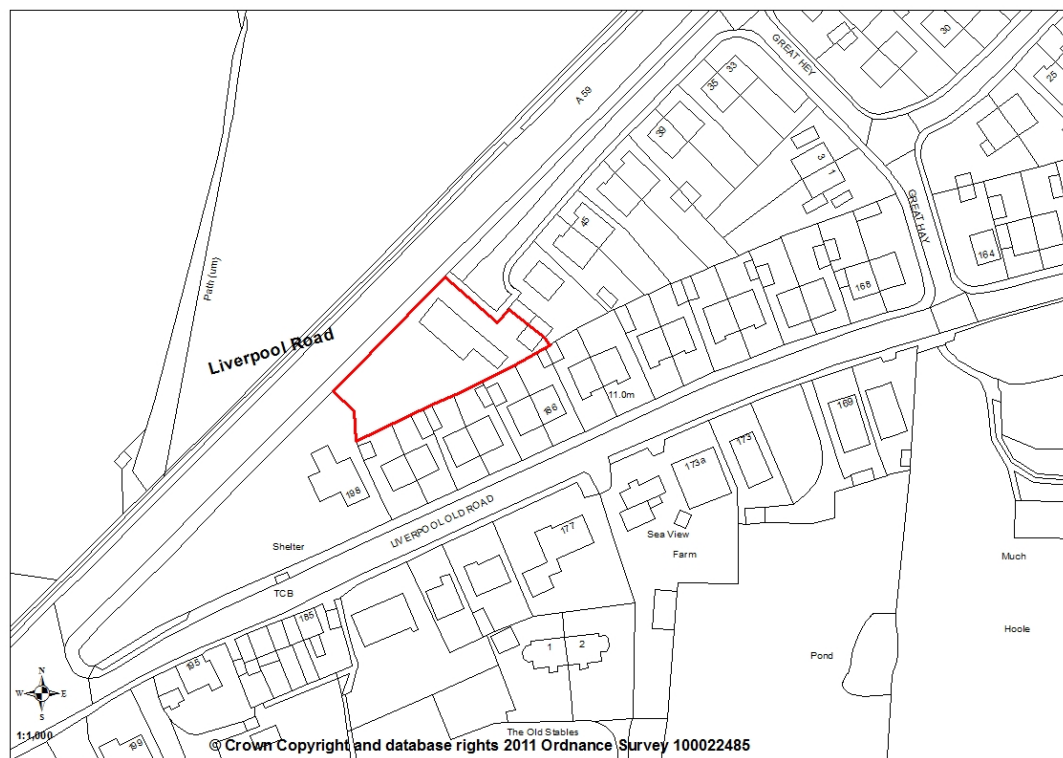 GREAT HEY
30
25
33
35
A 59
39
3
1
GREAT HAY
45
164
168
Path (um)
Liverpool Road
186
11.0m
169
173
173a
198
LIVERPOOL OLD ROAD
177
Sea View
Farm
Shelter
Much
TCB
185
Hoole
1
2
Pond
195
N
W
E
S
1:1,000
199
The Old Stables
© Crown Copyright and database rights 2011 Ordnance Survey 100022485